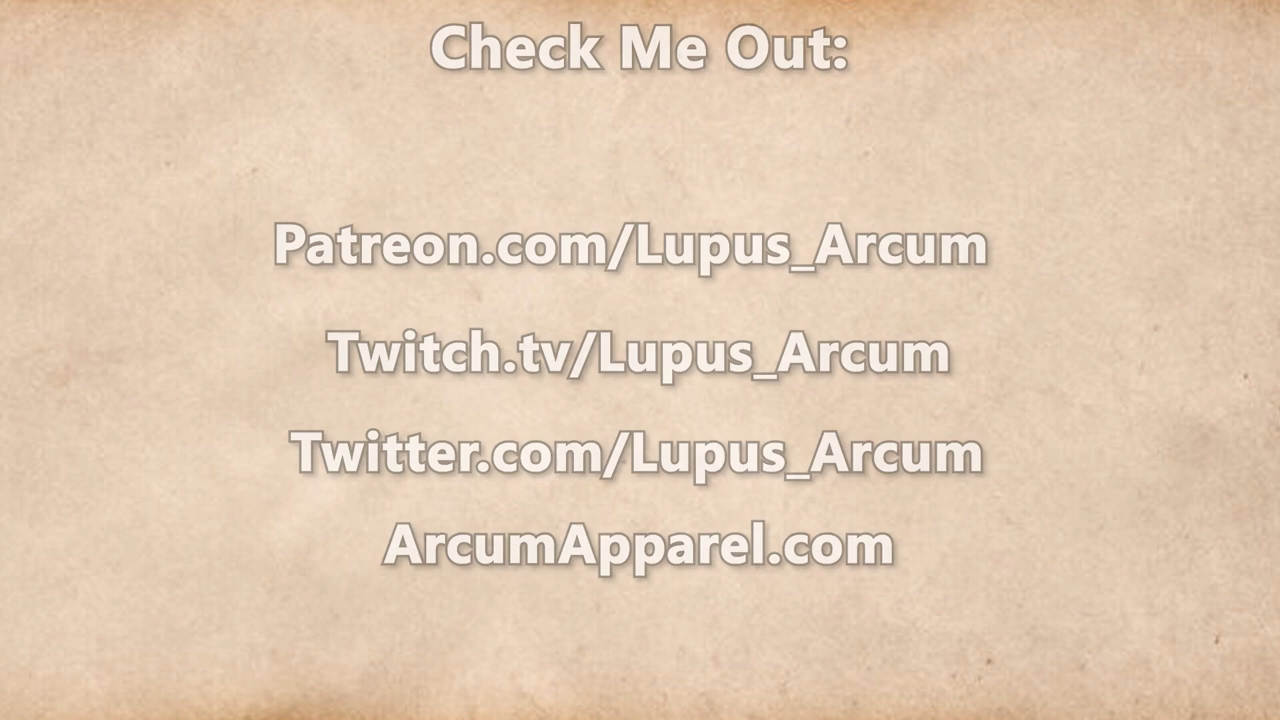 Check Me Out:
Patreon.com/Lupus_Arcum
Twitch.tv/Lupus_Arcum
Twitter.com/Lupus_Arcum
ArcumApparel.com